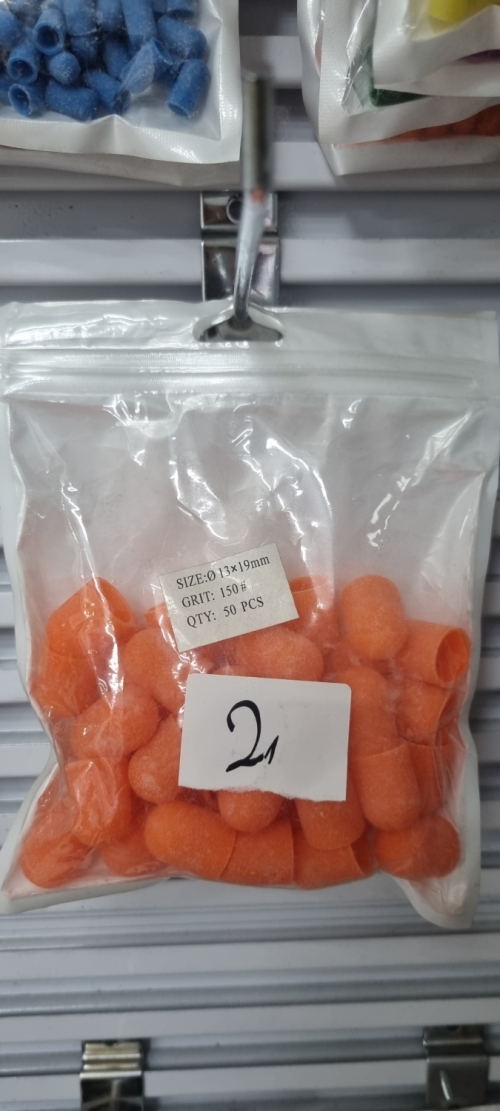 SIZE:Ø 13×19mm
GRIT: 150#
QTY: 50 PCS
21